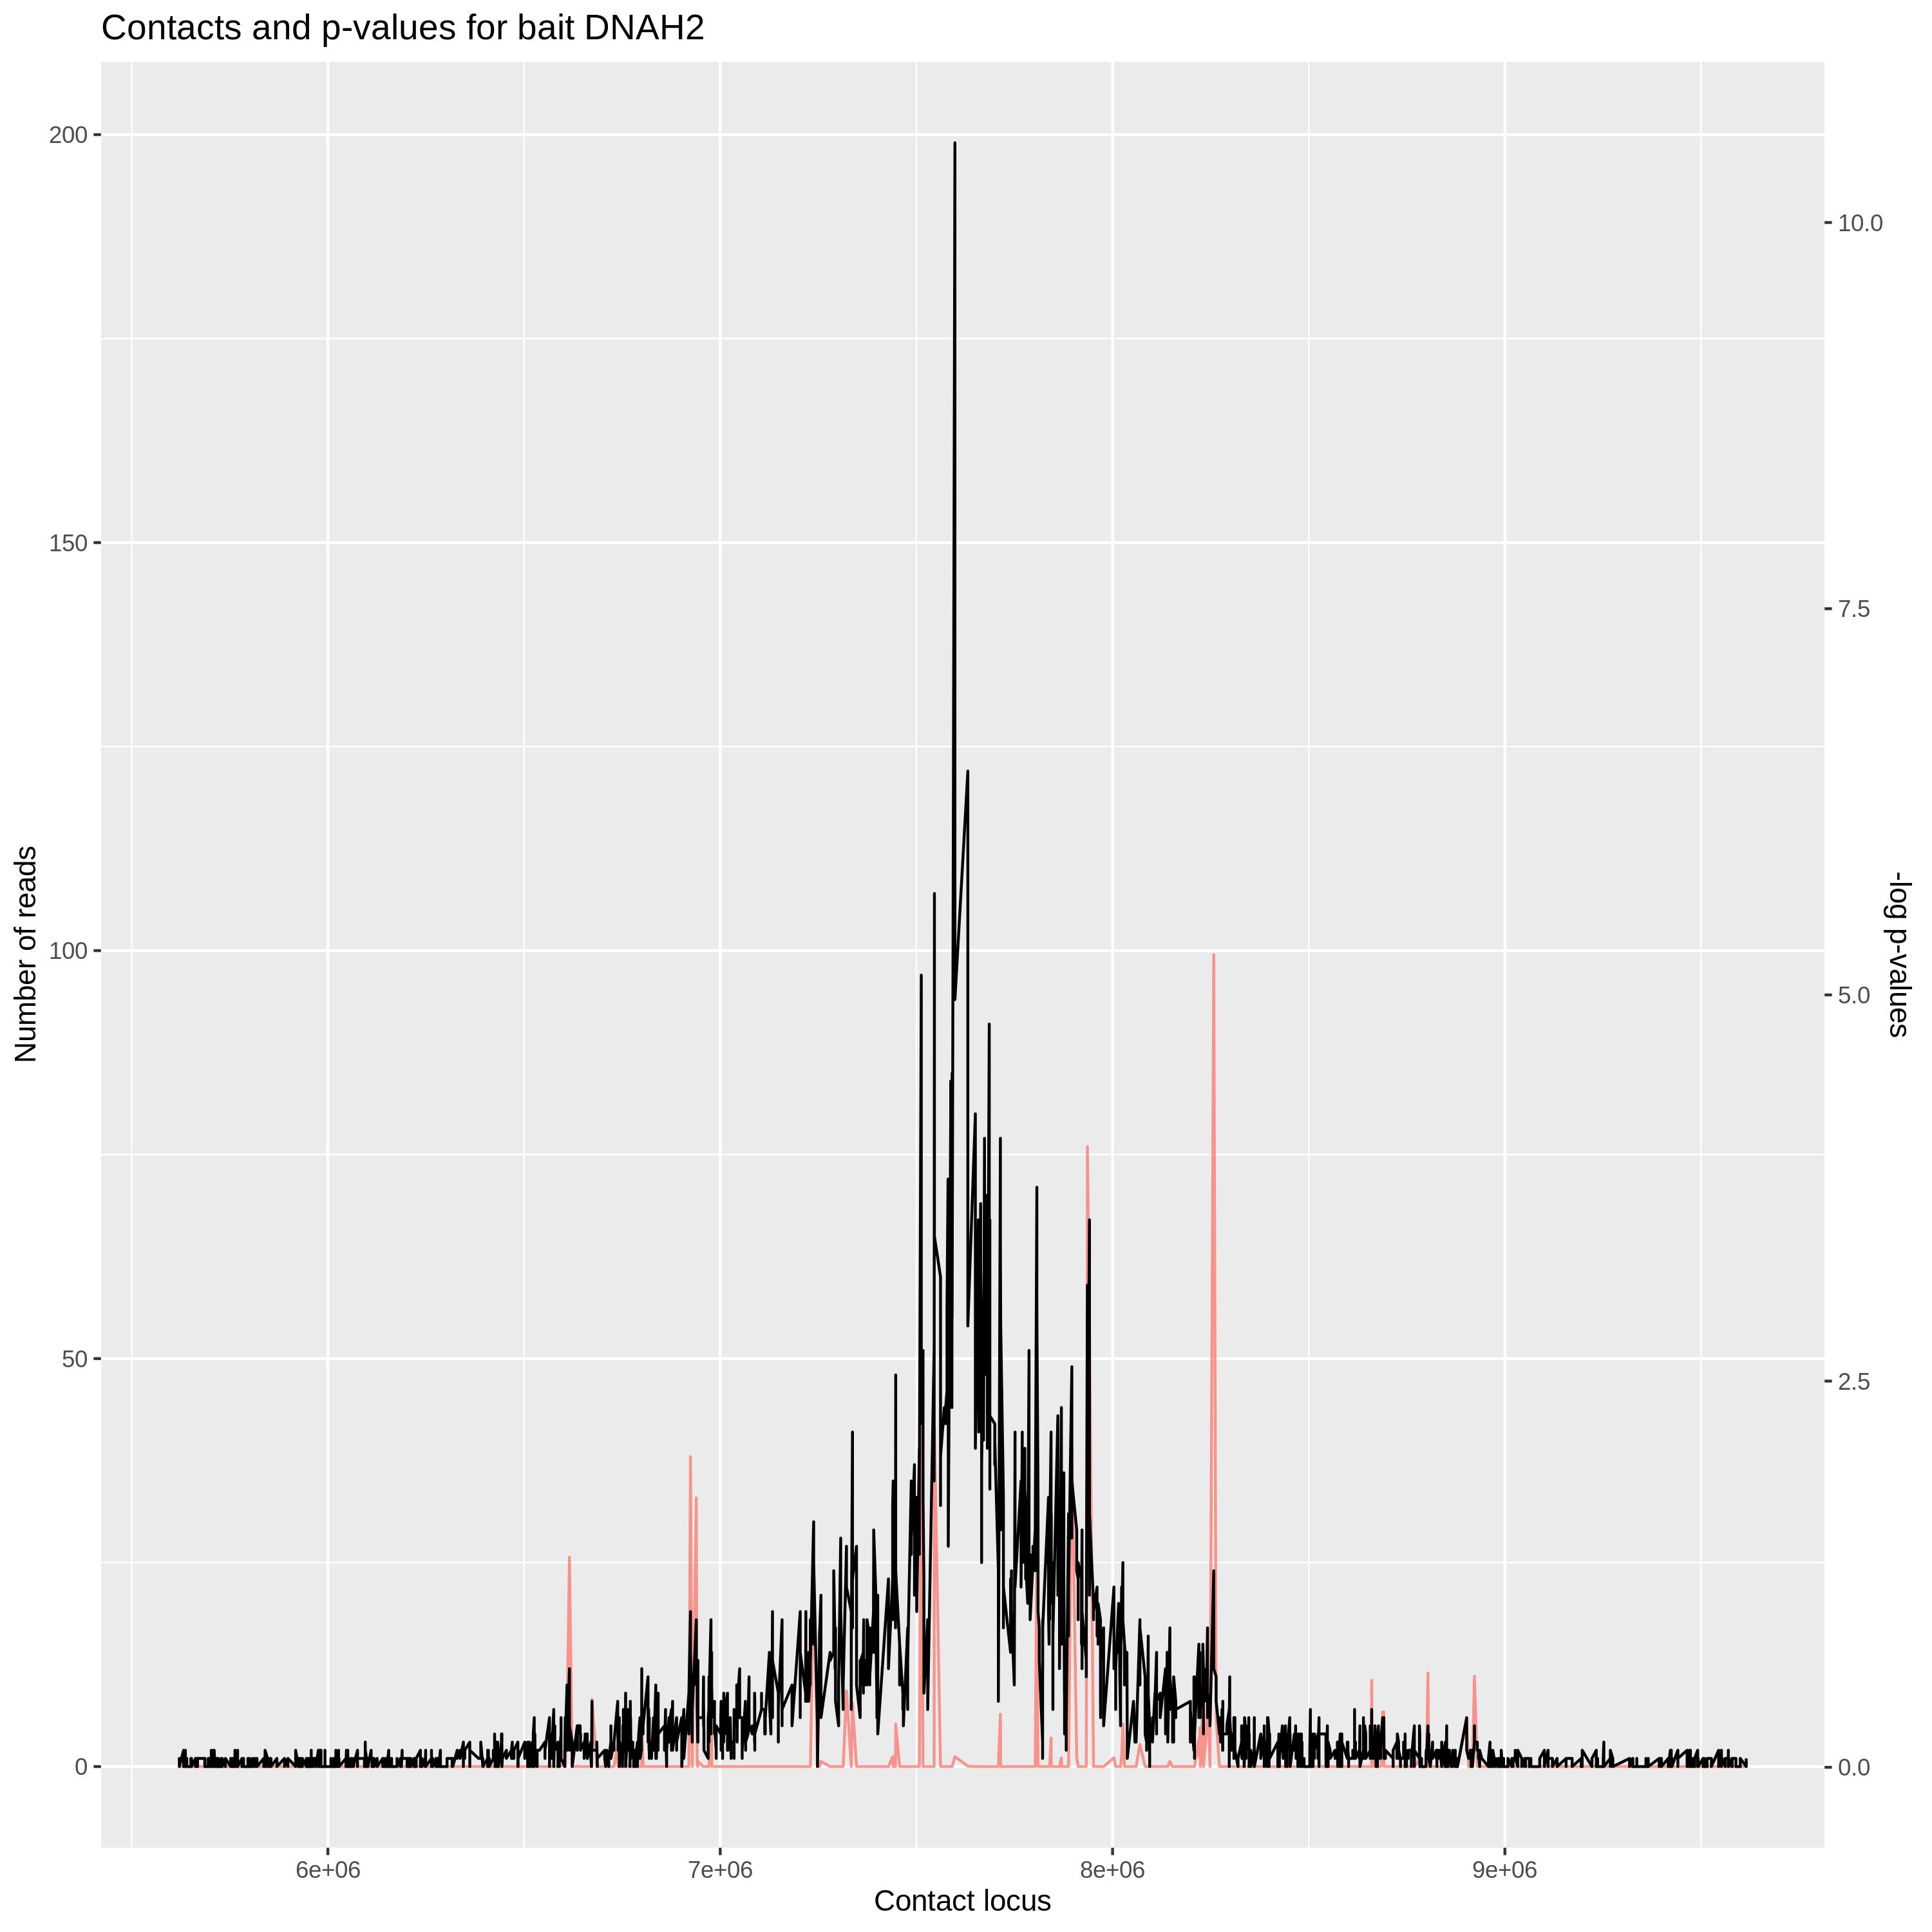 Contacts and p-values for bait DNAH2
200
150
100
50
0
Number of reads
10.0
7.5
5.0
2.5
0.0
-log p-values
6e+06 7e+06 8e+06 9e+06
Contact locus